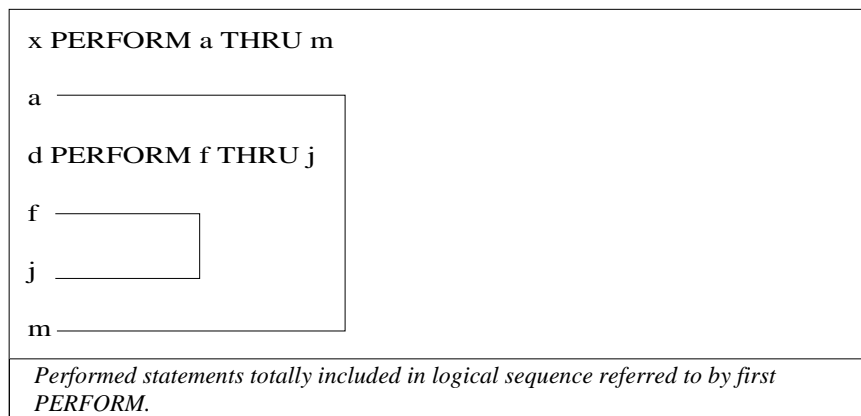 x PERFORM a THRU m
a
d PERFORM f THRU j
f
j
m
Performed statements totally included in logical sequence referred to by first
PERFORM.